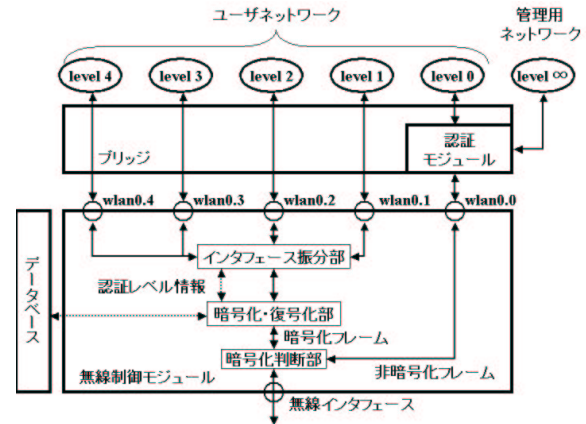 ユーザネットワーク
管理用
ネットワーク
level 4
level 3
level 2
level 1
level 0
level ∞
ブリッジ
認証
モジュール
wlan0.4
wlan0.3
wlan0.2
wlan0.1
wlan0.0
データベース
インタフェース振分部
認証レベル情報
暗号化・復号化部
暗号化フレーム
暗号化判断部
無線制御モジュール
非暗号化フレーム
無線インタフェース